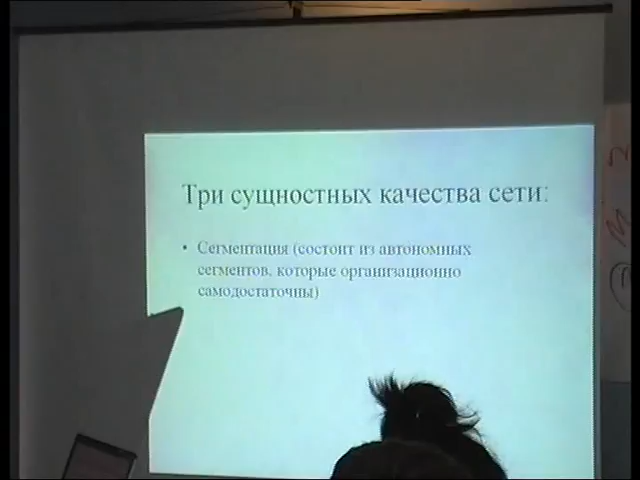 Три сущностных качества сети:
• Сегментация (состоит из автономных
сегментов, которые организационно
самодостаточны)